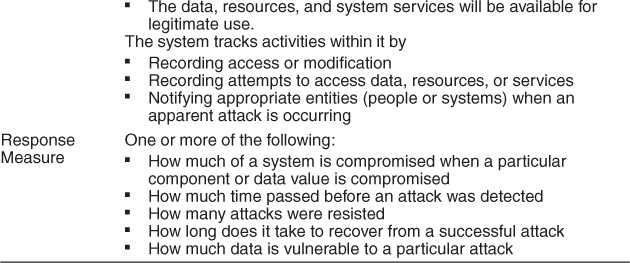 ▪ The data, resources, and system services will be available for
legitimate use.
The system tracks activities within it by
▪ Recording access or modification
▪ Recording attempts to access data, resources, or services
▪ Notifying appropriate entities (people or systems) when an
apparent attack is occurring
Response Measure
One or more of the following:
▪ How much of a system is compromised when a particular
component or data value is compromised
▪ How much time passed before an attack was detected
▪ How many attacks were resisted
▪ How long does it take to recover from a successful attack
▪ How much data is vulnerable to a particular attack